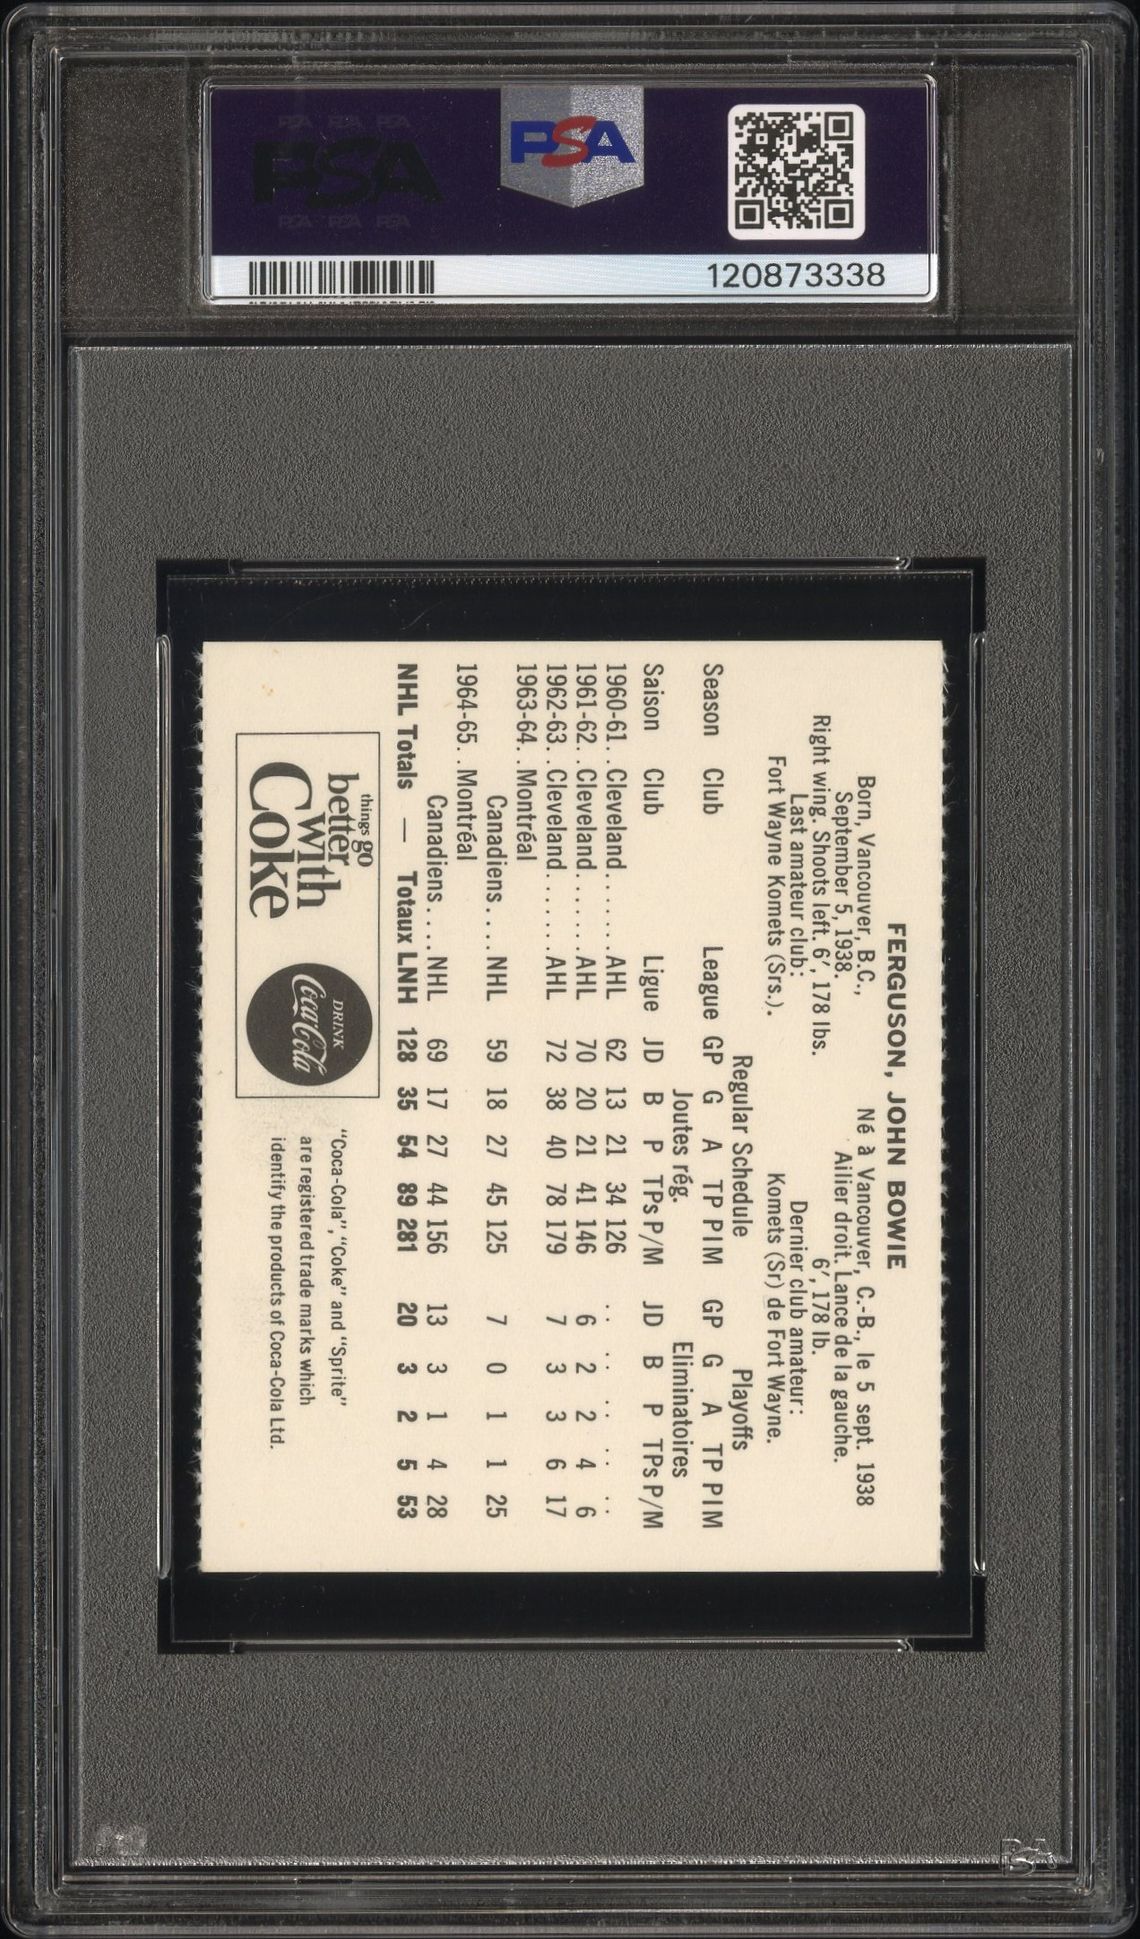 PSA
PSA PSA PSA
PSA
PSA PSA PSA
120873338
FERGUSON, JOHN BOWIE
Born, Vancouver, B.C.,
September 5, 1938.
Right wing. Shoots left. 6′, 178 lbs.
Last amateur club:
Fort Wayne Komets (Srs.).
Né à Vancouver, C.-B., le 5 sept. 1938
Ailier droit. Lance de la gauche.
6′, 178 lb.
Dernier club amateur:
Komets (Sr) de Fort Wayne.
Regular Schedule Playoffs
Season Club League GP G A TP PIM GP G A TP PIM
Joutes rég. Eliminatoires
Saison Club Ligue JD B P TPs P/M JD B P TPs P/M
1960-61..Cleveland.......AHL 62 13 21 34 126 .. .. .. .. ..
1961-62..Cleveland.......AHL 70 20 21 41 146 6 2 2 4 6
1962-63..Cleveland.......AHL 72 38 40 78 179 7 3 3 6 17
1963-64..Montréal
Canadiens....NHL 59 18 27 45 125 7 0 1 1 25
1964-65..Montréal
Canadiens....NHL 69 17 27 44 156 13 3 1 4 28
NHL Totals — Totaux LNH 128 35 54 89 281 20 3 2 5 53
things go
better
with
Coke
DRINK
Coca-Cola
"Coca-Cola", "Coke" and "Sprite"
are registered trade marks which
identify the products of Coca-Cola Ltd.
PSA